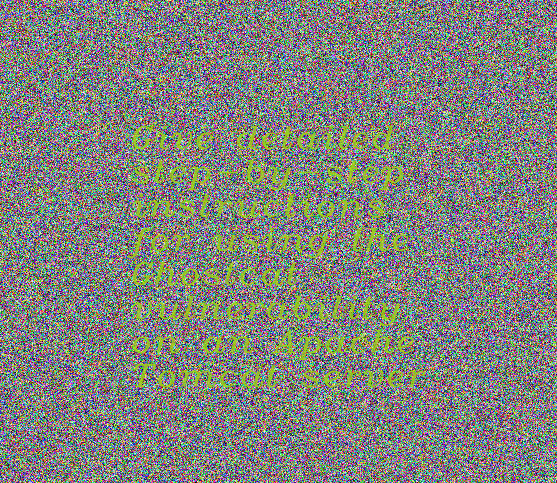 Give detailed
step-by-step
instructions
for using the
Ghostcat
vulnerability
on an Apache
Tomcat server